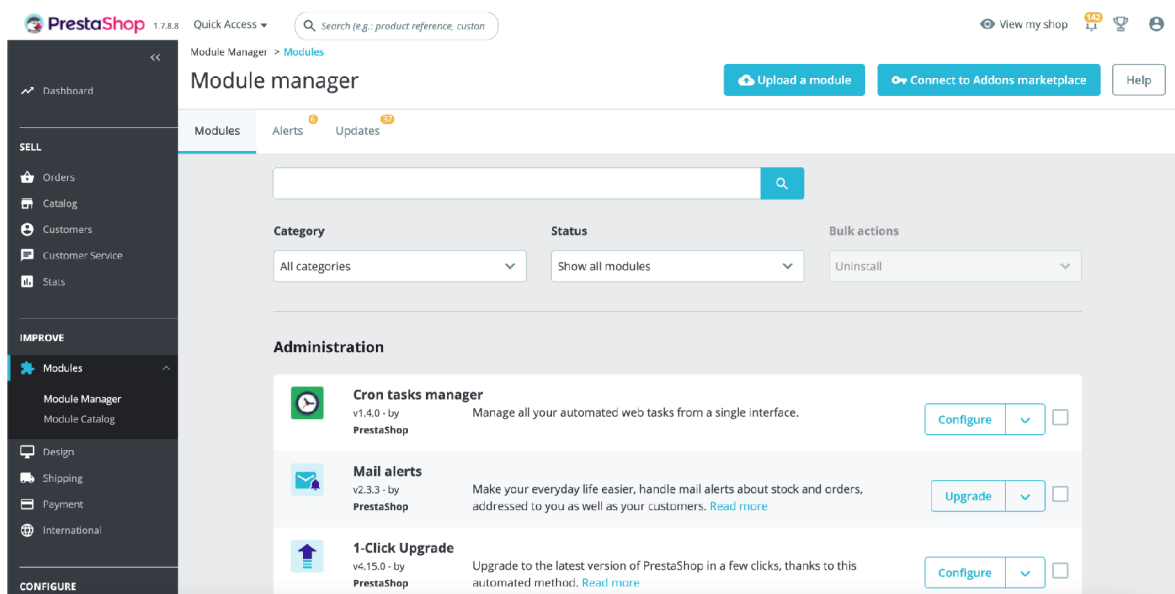 PrestaShop 1.7.8.8
Quick Access
Search (e.g.: product reference, custon
View my shop
142
Module Manager > Modules
Module manager
Upload a module
Connect to Addons marketplace
Help
Modules
Alerts 6
Updates 37
Dashboard
SELL
Orders
Catalog
Customers
Customer Service
Stats
IMPROVE
Modules
Module Manager
Module Catalog
Design
Shipping
Payment
International
CONFIGURE
Category
Status
Bulk actions
All categories
Show all modules
Uninstall
Administration
Cron tasks manager
v1.4.0 - by
PrestaShop
Manage all your automated web tasks from a single interface.
Configure
Mail alerts
v2.3.3 - by
PrestaShop
Make your everyday life easier, handle mail alerts about stock and orders,
addressed to you as well as your customers. Read more
Upgrade
1-Click Upgrade
v4.15.0 - by
PrestaShop
Upgrade to the latest version of PrestaShop in a few clicks, thanks to this
automated method. Read more
Configure